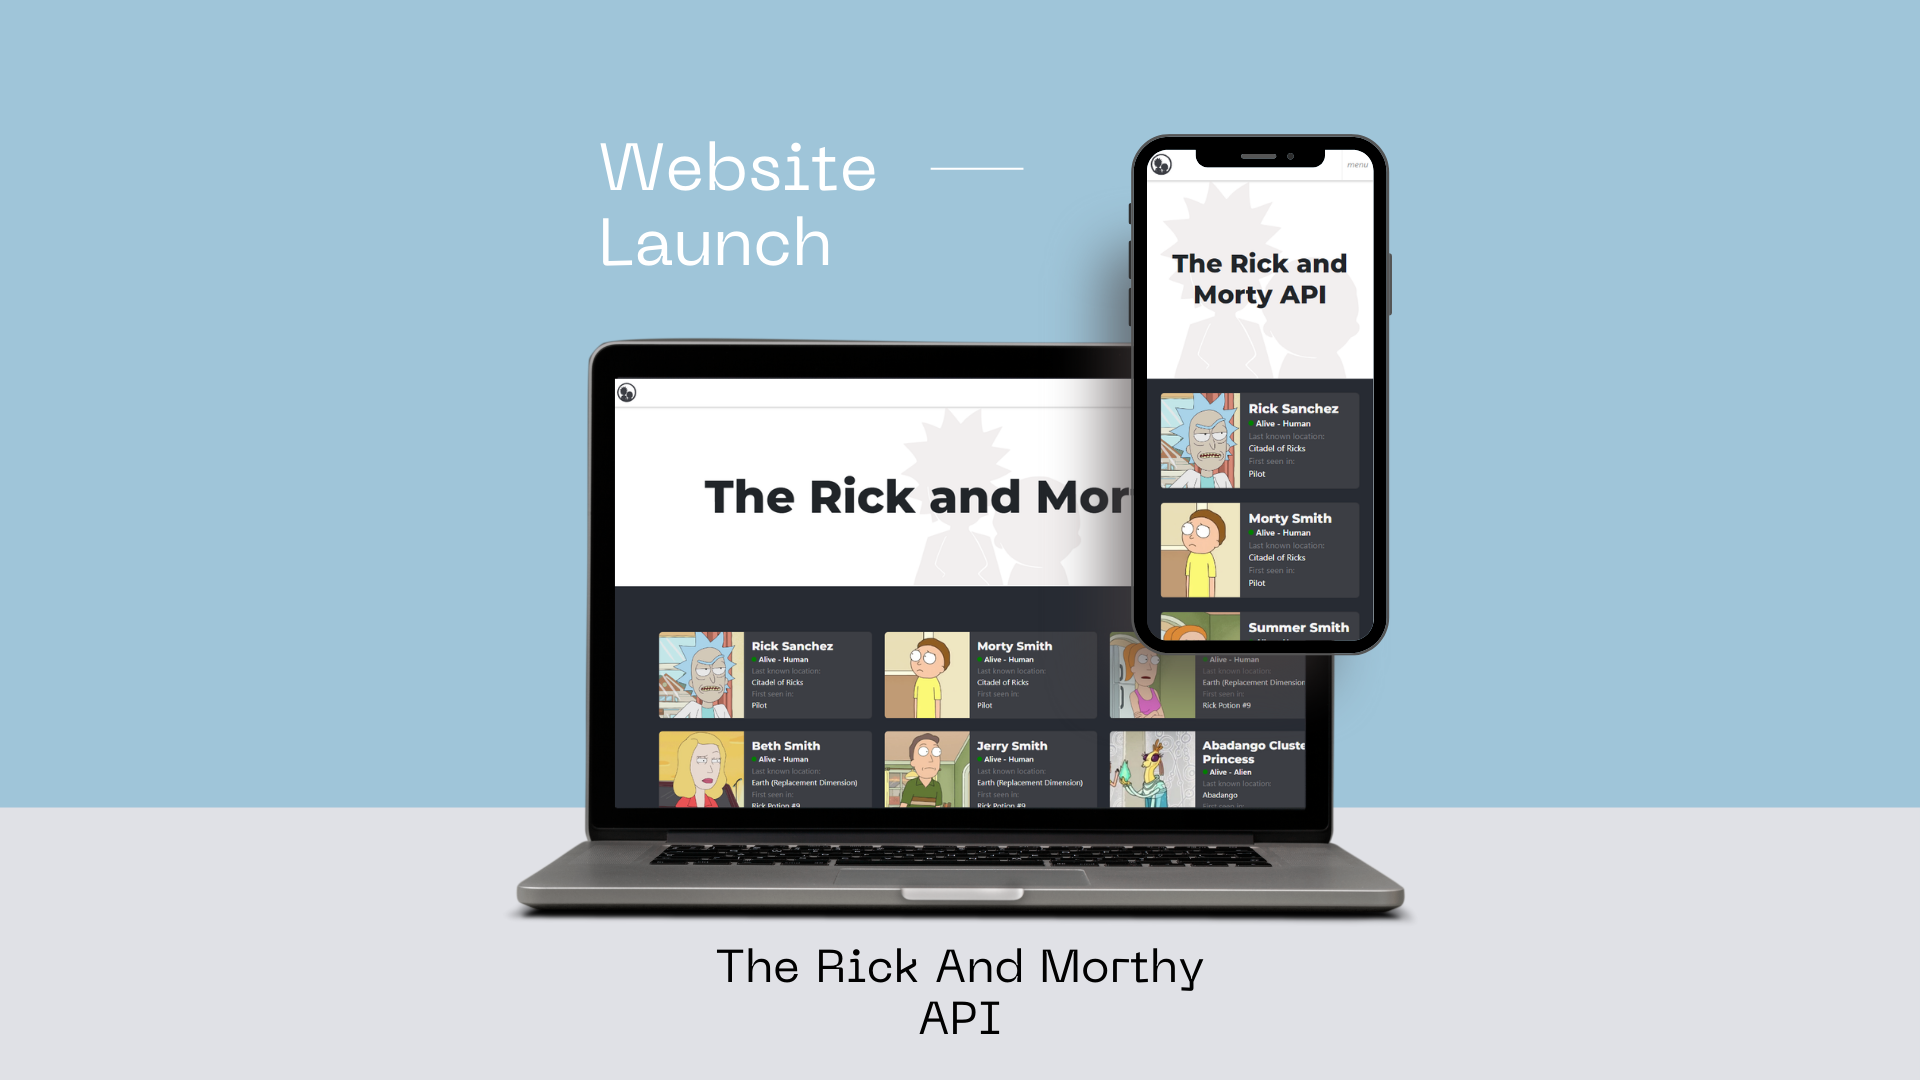 Website
Launch
menu
The Rick and
Morty API
Rick Sanchez
Alive - Human
Last known location:
Citadel of Ricks
First seen in:
Pilot
Morty Smith
Alive - Human
Last known location:
Citadel of Ricks
First seen in:
Pilot
Summer Smith
The Rick and Mor
Rick Sanchez
Alive - Human
Last known location:
Citadel of Ricks
First seen in:
Pilot
Morty Smith
Alive - Human
Last known location:
Citadel of Ricks
First seen in:
Pilot
Alive - Human
Last known location:
Earth (Replacement Dimension
First seen in:
Rick Potion #9
Beth Smith
Alive - Human
Last known location:
Earth (Replacement Dimension)
First seen in:
Rick Potion #9
Jerry Smith
Alive - Human
Last known location:
Earth (Replacement Dimension)
First seen in:
Rick Potion #9
Abadango Cluste
Princess
Alive - Alien
Last known location:
Abadango
First seen in:
The Rick And Morthy
API